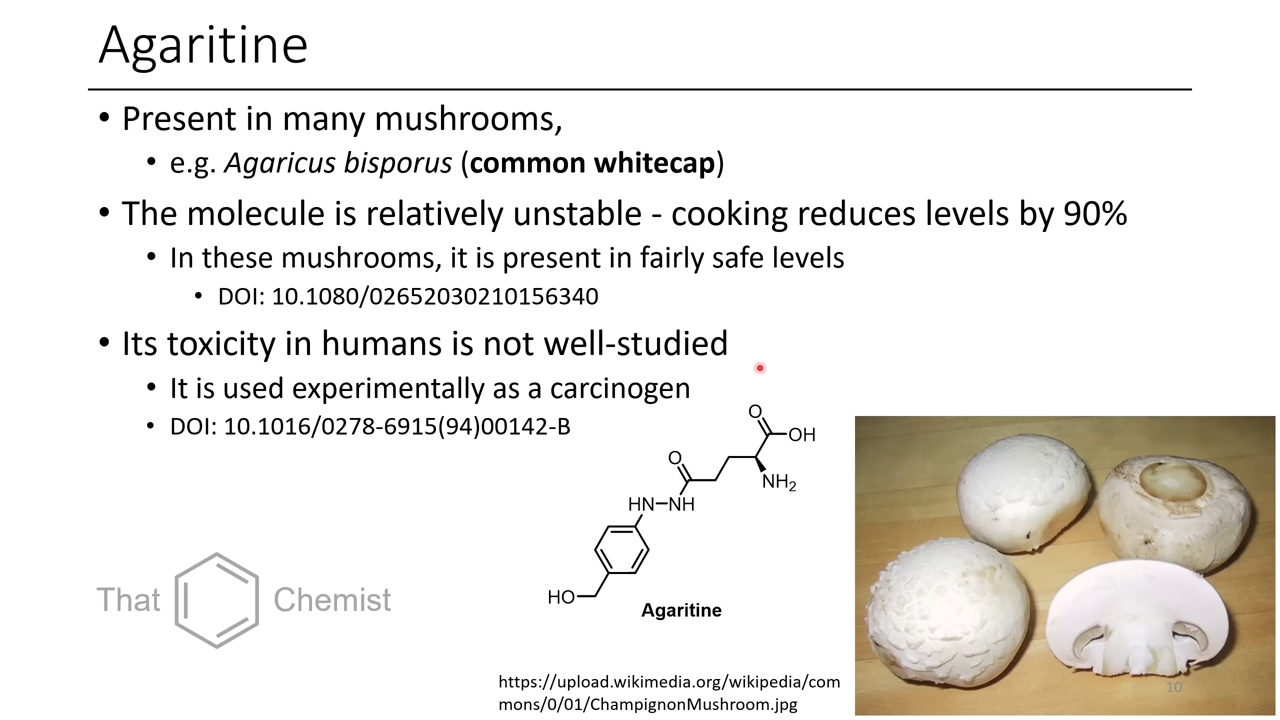 Agaritine
• Present in many mushrooms,
• e.g. Agaricus bisporus (common whitecap)
• The molecule is relatively unstable - cooking reduces levels by 90%
• In these mushrooms, it is present in fairly safe levels
• DOI: 10.1080/02652030210156340
• Its toxicity in humans is not well-studied
• It is used experimentally as a carcinogen
• DOI: 10.1016/0278-6915(94)00142-B
O
OH
O
NH₂
HN NH
HO
Agaritine
That Chemist
https://upload.wikimedia.org/wikipedia/com
mons/0/01/ChampignonMushroom.jpg
10